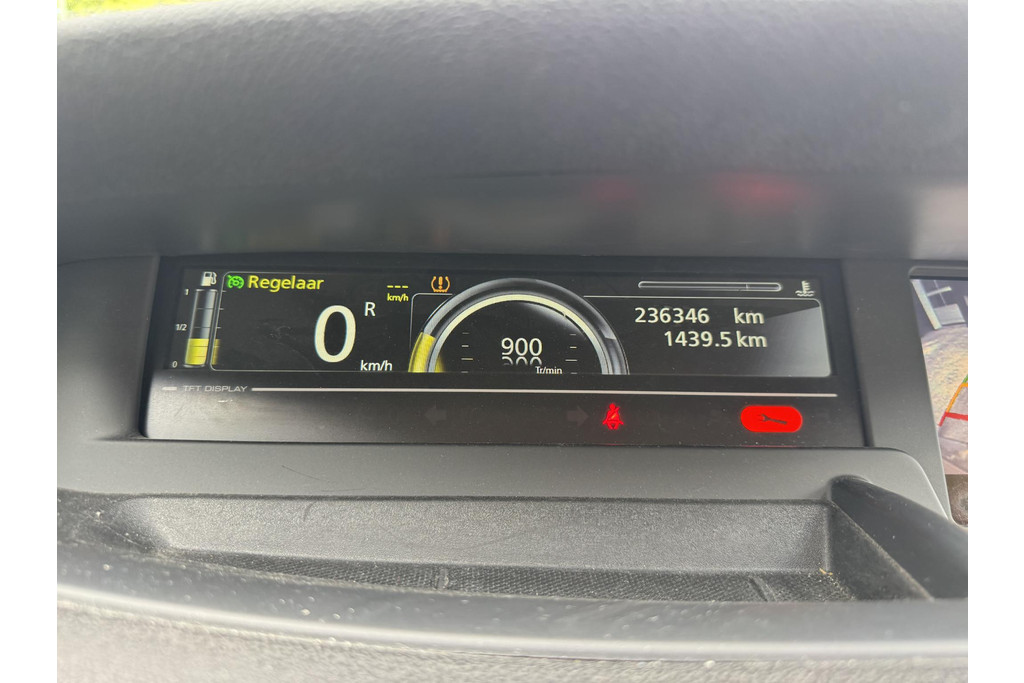 1
1/2
0
Regelaar
---
km/h
0
R
km/h
900
Tr/min
236346 km
1439.5 km
TFT DISPLAY